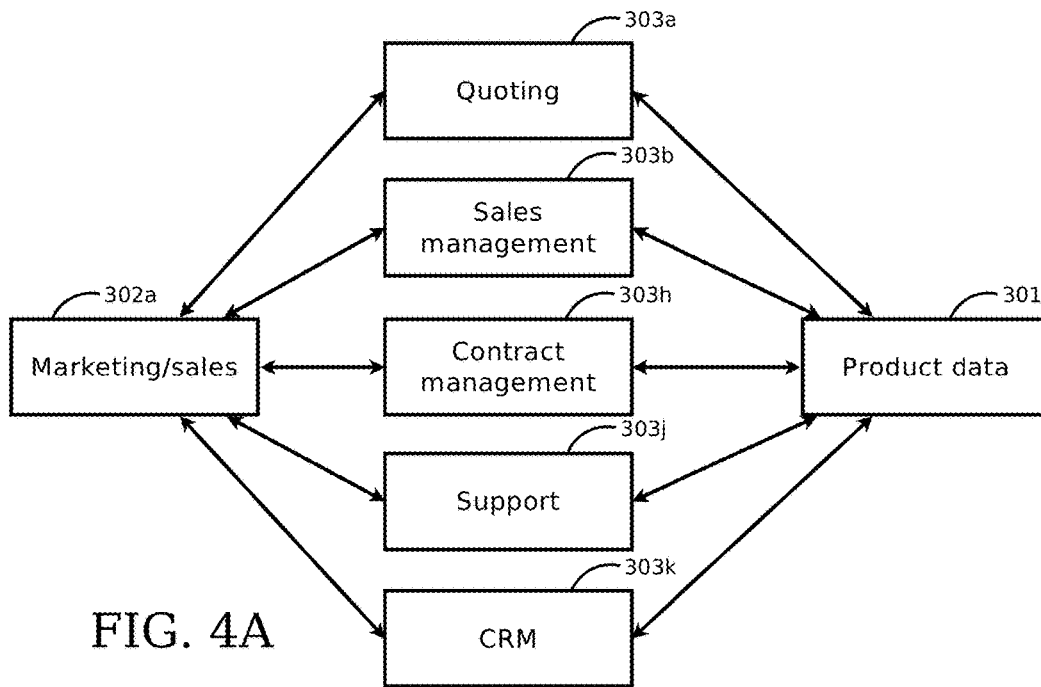 303a
Quoting
303b
Sales
management
302a
303h
301
Marketing/sales
Contract
management
Product data
303j
Support
303k
CRM
FIG. 4A